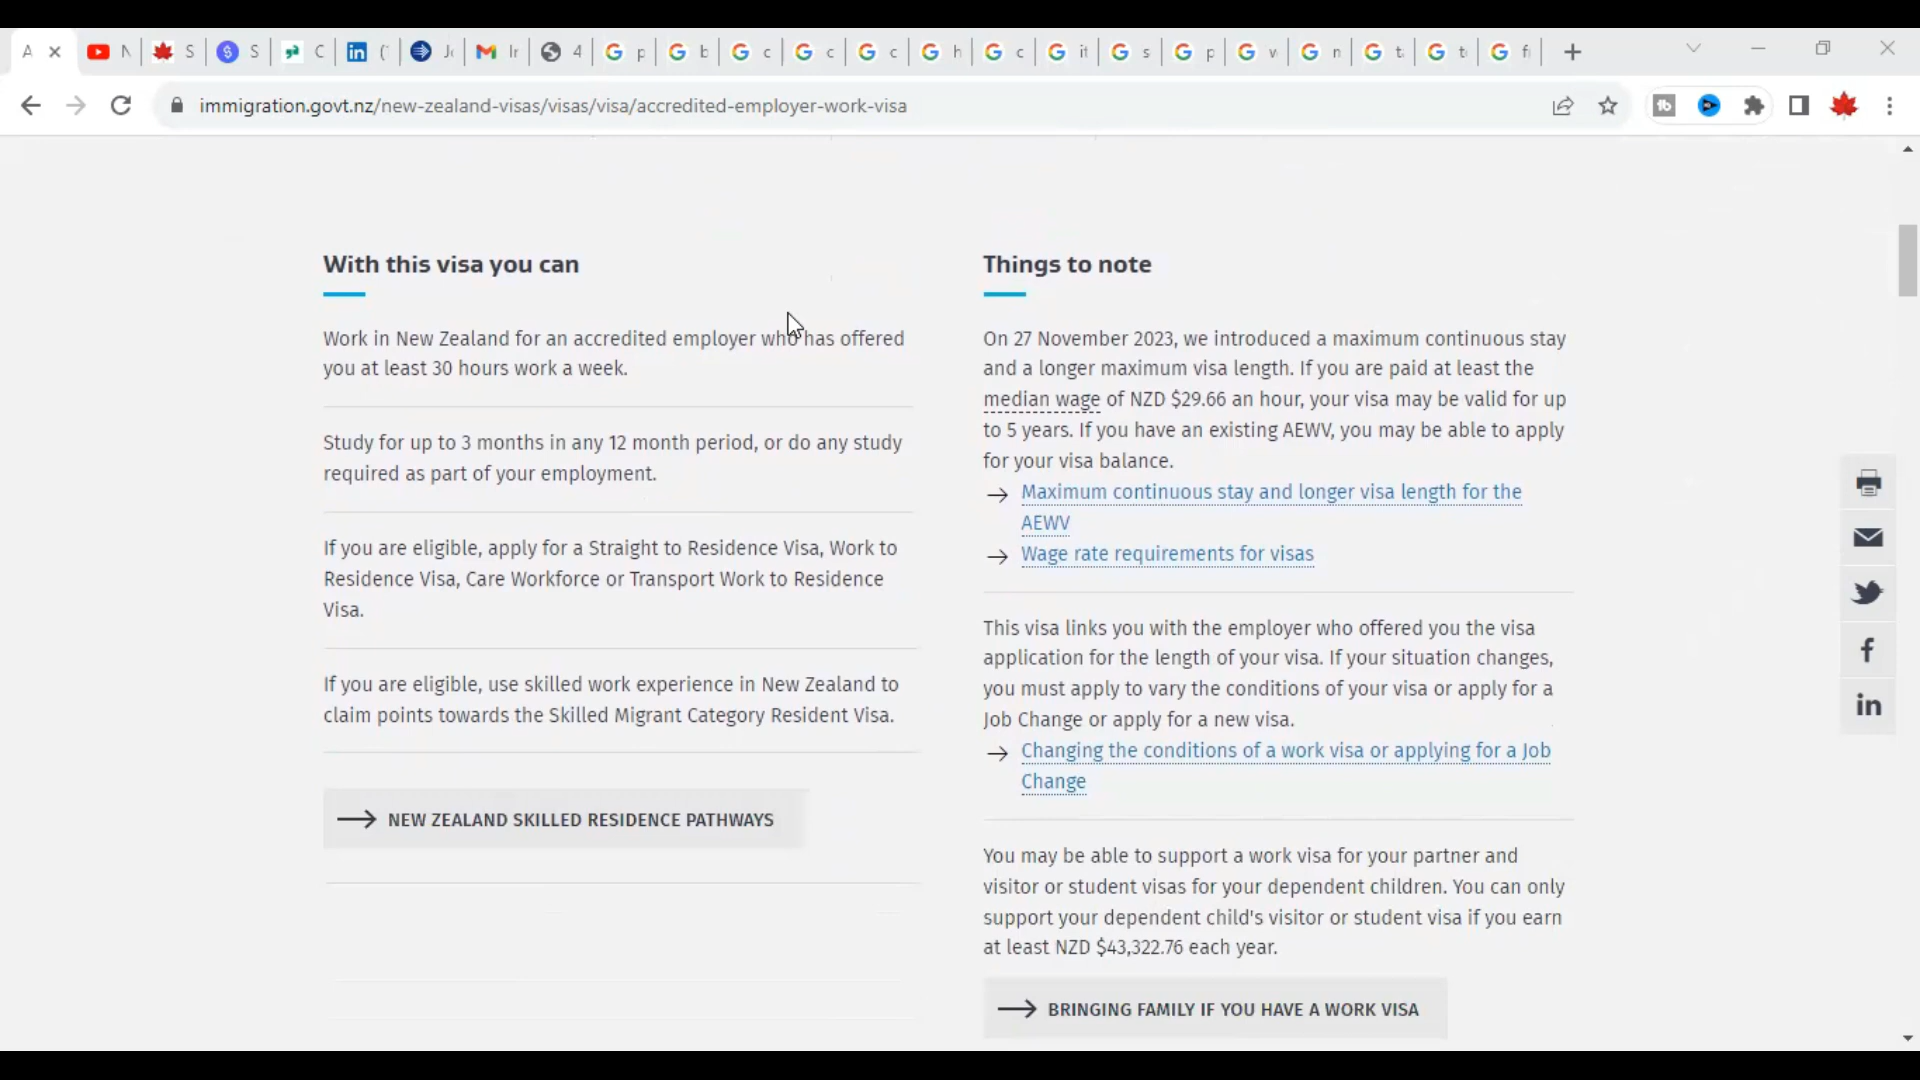 A
N
S
S
C
(
Jc
Ir
4
p
b
c
c
c
h
c
it
s
p
v
n
t
t
f
immigration.govt.nz/new-zealand-visas/visas/visa/accredited-employer-work-visa
With this visa you can
Work in New Zealand for an accredited employer who has offered
you at least 30 hours work a week.
Study for up to 3 months in any 12 month period, or do any study
required as part of your employment.
If you are eligible, apply for a Straight to Residence Visa, Work to
Residence Visa, Care Workforce or Transport Work to Residence
Visa.
If you are eligible, use skilled work experience in New Zealand to
claim points towards the Skilled Migrant Category Resident Visa.
NEW ZEALAND SKILLED RESIDENCE PATHWAYS
Things to note
On 27 November 2023, we introduced a maximum continuous stay
and a longer maximum visa length. If you are paid at least the
median wage of NZD $29.66 an hour, your visa may be valid for up
to 5 years. If you have an existing AEWV, you may be able to apply
for your visa balance.
Maximum continuous stay and longer visa length for the
AEWV
Wage rate requirements for visas
This visa links you with the employer who offered you the visa
application for the length of your visa. If your situation changes,
you must apply to vary the conditions of your visa or apply for a
Job Change or apply for a new visa.
Changing the conditions of a work visa or applying for a Job
Change
You may be able to support a work visa for your partner and
visitor or student visas for your dependent children. You can only
support your dependent child's visitor or student visa if you earn
at least NZD $43,322.76 each year.
BRINGING FAMILY IF YOU HAVE A WORK VISA